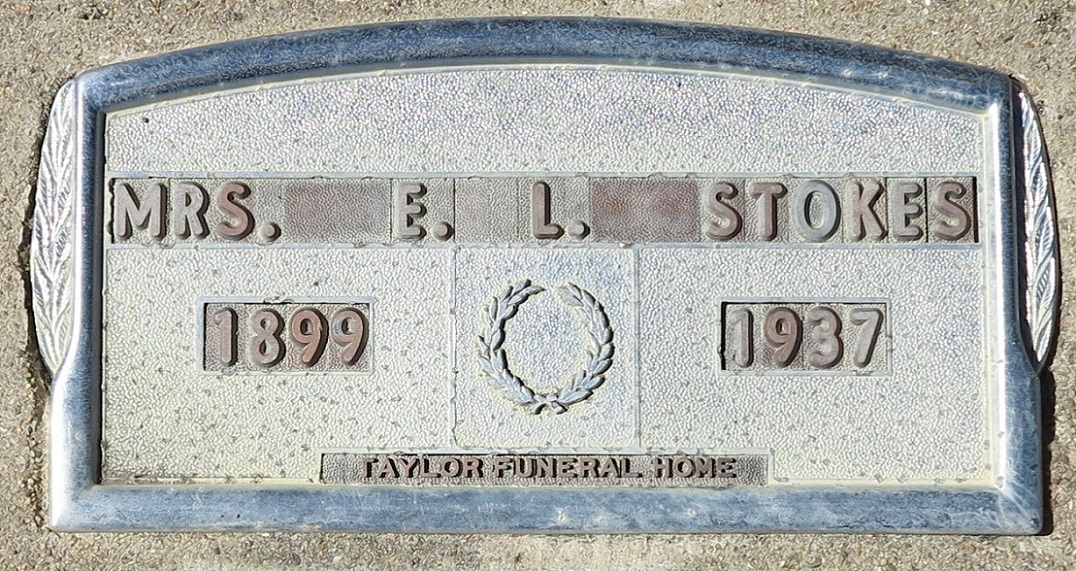 MRS. E. L. STOKES
1899 1937
TAYLOR FUNERAL HOME